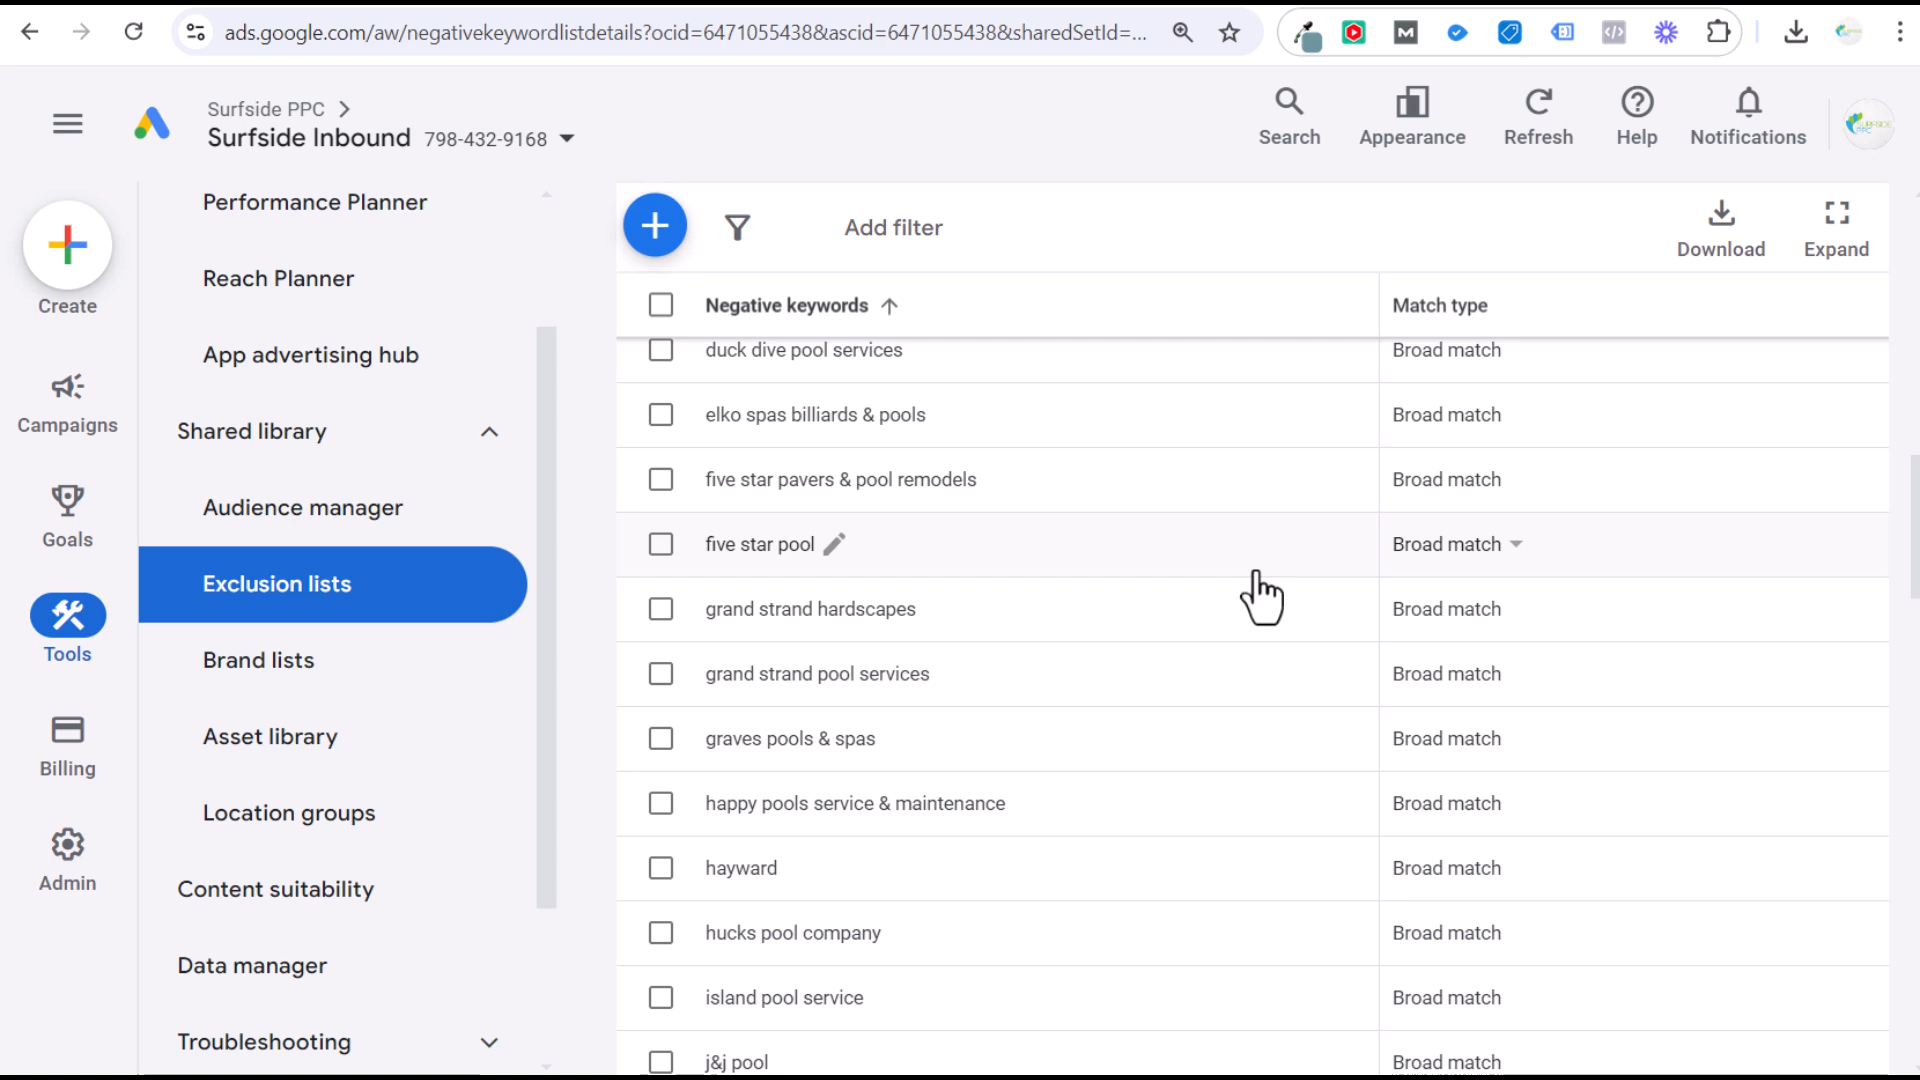 ads.google.com/aw/negativekeywordlistdetails?ocid=6471055438&ascid=6471055438&sharedSetId=...
Surfside PPC
Surfside Inbound 798-432-9168
Search
Appearance
Refresh
Help
Notifications
Create
Campaigns
Goals
Tools
Billing
Admin
Performance Planner
Reach Planner
App advertising hub
Shared library
Audience manager
Exclusion lists
Brand lists
Asset library
Location groups
Content suitability
Data manager
Troubleshooting
Add filter
Download
Expand
Negative keywords Match type
duck dive pool services Broad match
elko spas billiards & pools Broad match
five star pavers & pool remodels Broad match
five star pool Broad match
grand strand hardscapes Broad match
grand strand pool services Broad match
graves pools & spas Broad match
happy pools service & maintenance Broad match
hayward Broad match
hucks pool company Broad match
island pool service Broad match
j&j pool Broad match